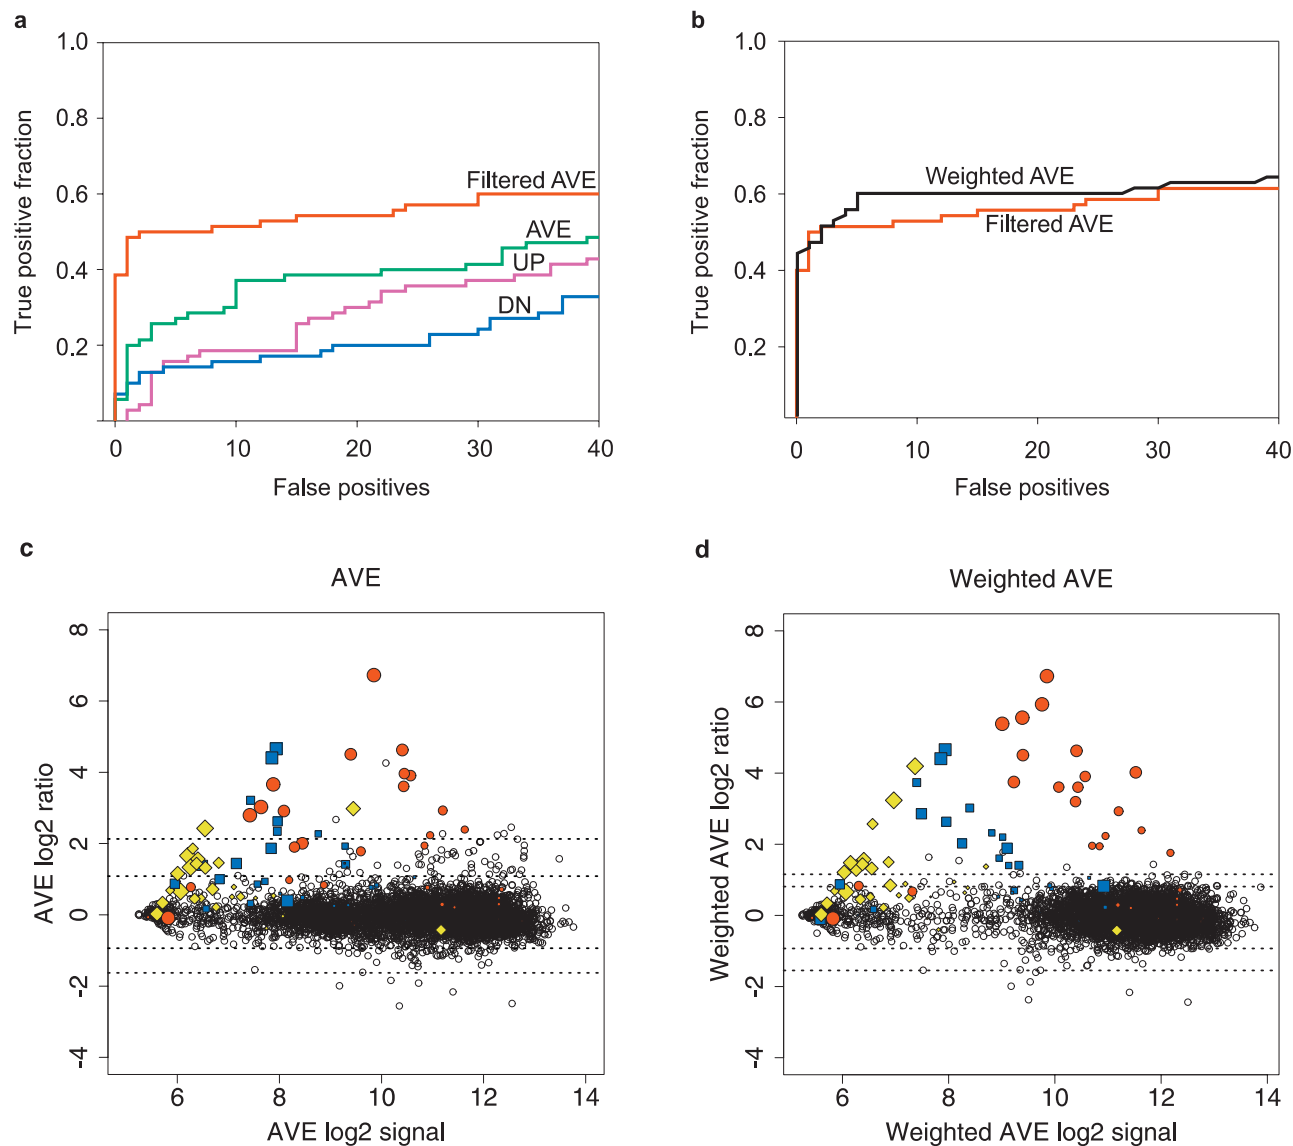 a
1.0
0.8
0.6
0.4
0.2
True positive fraction
Filtered AVE
AVE
UP
DN
0 10 20 30 40
False positives
b
1.0
0.8
0.6
0.4
0.2
True positive fraction
Weighted AVE
Filtered AVE
0 10 20 30 40
False positives
c
AVE
8
6
4
2
0
-2
-4
AVE log2 ratio
6 8 10 12 14
AVE log2 signal
d
Weighted AVE
8
6
4
2
0
-2
-4
Weighted AVE log2 ratio
6 8 10 12 14
Weighted AVE log2 signal